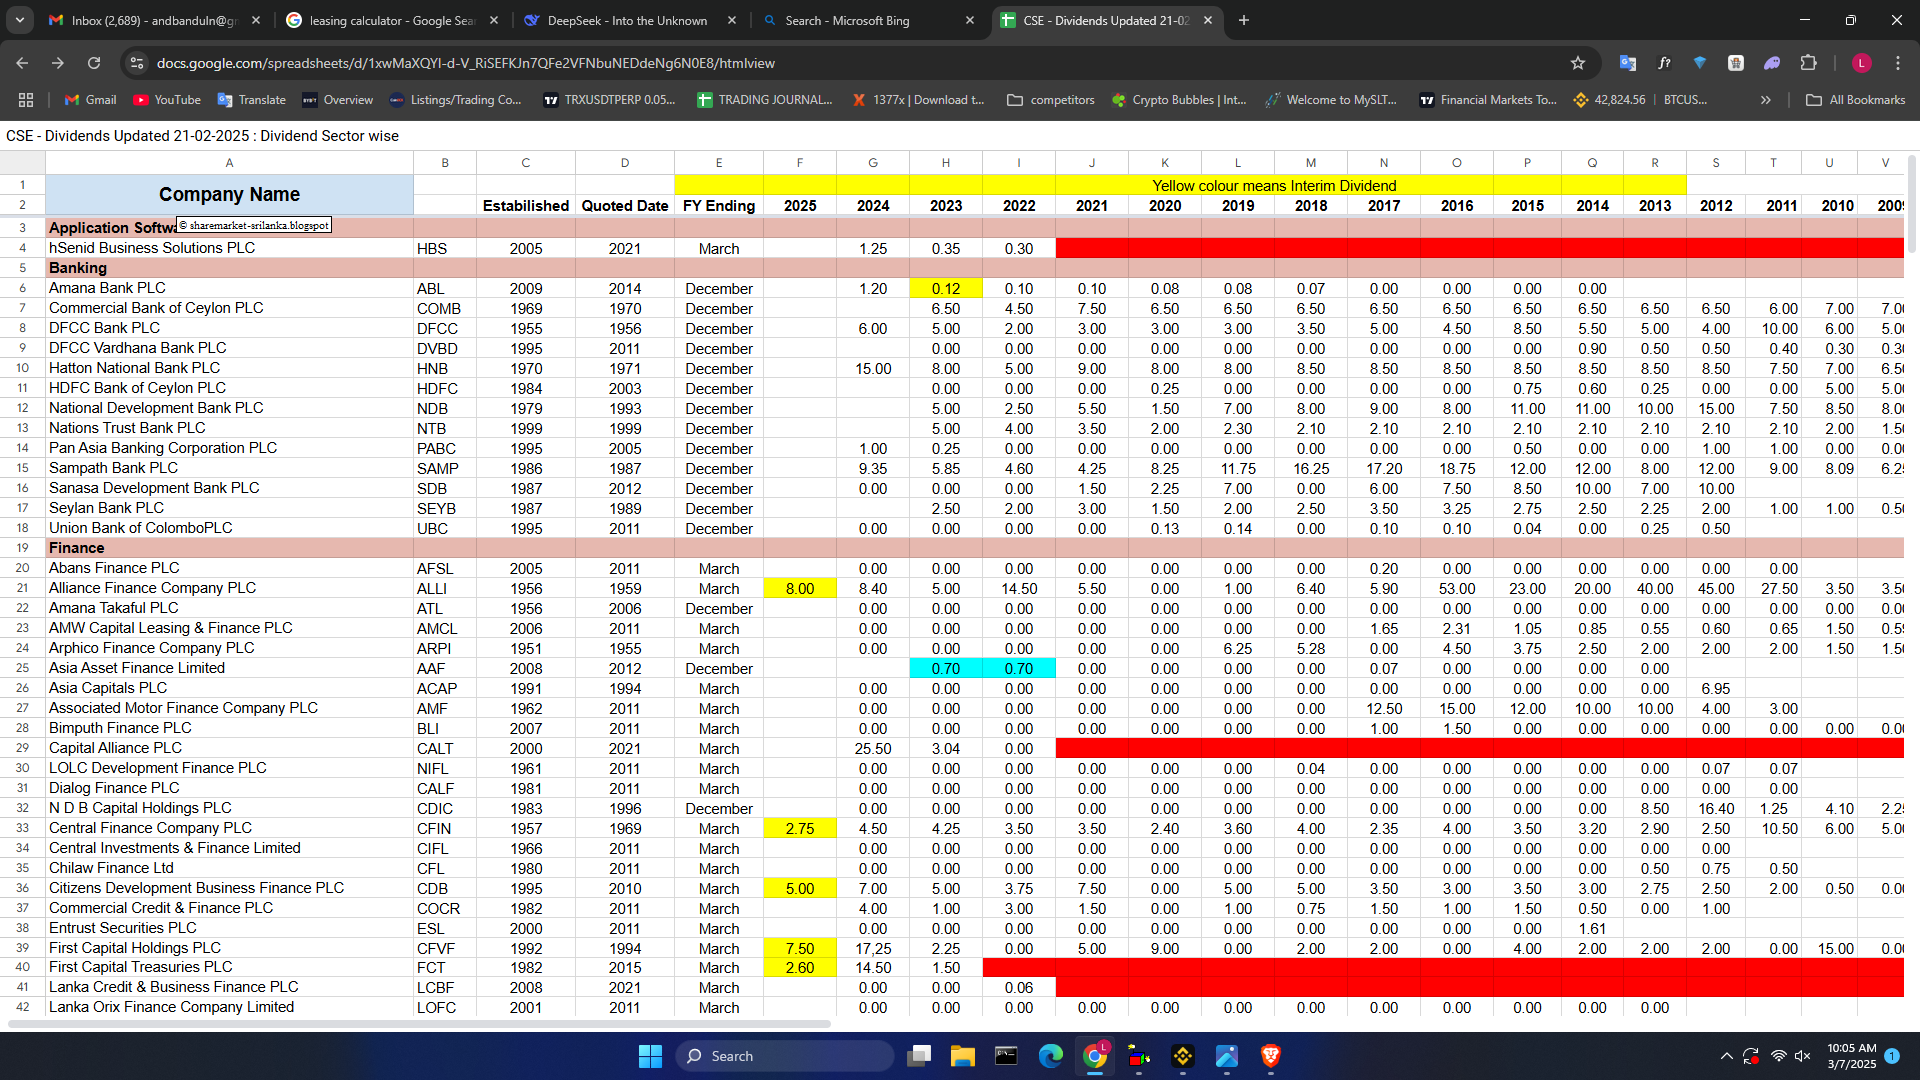 Inbox (2,689) - andbanduln@gm
leasing calculator - Google Sear
DeepSeek - Into the Unknown
Search - Microsoft Bing
CSE - Dividends Updated 21-02
docs.google.com/spreadsheets/d/1xwMaXQYI-d-V_RiSEFKJn7QFe2VFNbuNEDdeNg6N0E8/htmlview
Gmail YouTube Translate Overview Listings/Trading Co... TRXUSDTPERP 0.05... TRADING JOURNAL... 1377x | Download t... competitors Crypto Bubbles | Int... Welcome to MySLT... Financial Markets To... 42,824.56 | BTCUS... » All Bookmarks
CSE - Dividends Updated 21-02-2025 : Dividend Sector wise
A B C D E F G H I J K L M N O P Q R S T U V
1 Company Name Yellow colour means Interim Dividend
2 Estabilished Quoted Date FY Ending 2025 2024 2023 2022 2021 2020 2019 2018 2017 2016 2015 2014 2013 2012 2011 2010 2009
3 Application Softwa © sharemarket-srilanka.blogspot
4 hSenid Business Solutions PLC HBS 2005 2021 March 1.25 0.35 0.30
5 Banking
6 Amana Bank PLC ABL 2009 2014 December 1.20 0.12 0.10 0.10 0.08 0.08 0.07 0.00 0.00 0.00 0.00
7 Commercial Bank of Ceylon PLC COMB 1969 1970 December 6.50 4.50 7.50 6.50 6.50 6.50 6.50 6.50 6.50 6.50 6.50 6.50 6.00 7.00 7.00
8 DFCC Bank PLC DFCC 1955 1956 December 6.00 5.00 2.00 3.00 3.00 3.00 3.50 5.00 4.50 8.50 5.50 5.00 4.00 10.00 6.00 5.00
9 DFCC Vardhana Bank PLC DVBD 1995 2011 December 0.00 0.00 0.00 0.00 0.00 0.00 0.00 0.00 0.00 0.90 0.50 0.50 0.40 0.30 0.30
10 Hatton National Bank PLC HNB 1970 1971 December 15.00 8.00 5.00 9.00 8.00 8.00 8.50 8.50 8.50 8.50 8.50 8.50 8.50 7.50 7.00 6.50
11 HDFC Bank of Ceylon PLC HDFC 1984 2003 December 0.00 0.00 0.00 0.25 0.00 0.00 0.00 0.00 0.75 0.60 0.25 0.00 0.00 5.00 5.00
12 National Development Bank PLC NDB 1979 1993 December 5.00 2.50 5.50 1.50 7.00 8.00 9.00 8.00 11.00 11.00 10.00 15.00 7.50 8.50 8.00
13 Nations Trust Bank PLC NTB 1999 1999 December 5.00 4.00 3.50 2.00 2.30 2.10 2.10 2.10 2.10 2.10 2.10 2.10 2.10 2.00 1.50
14 Pan Asia Banking Corporation PLC PABC 1995 2005 December 1.00 0.25 0.00 0.00 0.00 0.00 0.00 0.00 0.00 0.50 0.00 0.00 1.00 1.00 0.00 0.00
15 Sampath Bank PLC SAMP 1986 1987 December 9.35 5.85 4.60 4.25 8.25 11.75 16.25 17.20 18.75 12.00 12.00 8.00 12.00 9.00 8.09 6.25
16 Sanasa Development Bank PLC SDB 1987 2012 December 0.00 0.00 0.00 1.50 2.25 7.00 0.00 6.00 7.50 8.50 10.00 7.00 10.00
17 Seylan Bank PLC SEYB 1987 1989 December 2.50 2.00 3.00 1.50 2.00 2.50 3.50 3.25 2.75 2.50 2.25 2.00 1.00 1.00 0.50
18 Union Bank of ColomboPLC UBC 1995 2011 December 0.00 0.00 0.00 0.00 0.13 0.14 0.00 0.10 0.10 0.04 0.00 0.25 0.50
19 Finance
20 Abans Finance PLC AFSL 2005 2011 March 0.00 0.00 0.00 0.00 0.00 0.00 0.00 0.20 0.00 0.00 0.00 0.00 0.00 0.00
21 Alliance Finance Company PLC ALLI 1956 1959 March 8.00 8.40 5.00 14.50 5.50 0.00 1.00 6.40 5.90 53.00 23.00 20.00 40.00 45.00 27.50 3.50 3.50
22 Amana Takaful PLC ATL 1956 2006 December 0.00 0.00 0.00 0.00 0.00 0.00 0.00 0.00 0.00 0.00 0.00 0.00 0.00 0.00 0.00 0.00
23 AMW Capital Leasing & Finance PLC AMCL 2006 2011 March 0.00 0.00 0.00 0.00 0.00 0.00 0.00 1.65 2.31 1.05 0.85 0.55 0.60 0.65 1.50 0.59
24 Arphico Finance Company PLC ARPI 1951 1955 March 0.00 0.00 0.00 0.00 0.00 6.25 5.28 0.00 4.50 3.75 2.50 2.00 2.00 2.00 1.50 1.50
25 Asia Asset Finance Limited AAF 2008 2012 December 0.70 0.70 0.00 0.00 0.00 0.00 0.07 0.00 0.00 0.00 0.00
26 Asia Capitals PLC ACAP 1991 1994 March 0.00 0.00 0.00 0.00 0.00 0.00 0.00 0.00 0.00 0.00 0.00 0.00 6.95
27 Associated Motor Finance Company PLC AMF 1962 2011 March 0.00 0.00 0.00 0.00 0.00 0.00 0.00 12.50 15.00 12.00 10.00 10.00 4.00 3.00
28 Bimputh Finance PLC BLI 2007 2011 March 0.00 0.00 0.00 0.00 0.00 0.00 0.00 1.00 1.50 0.00 0.00 0.00 0.00 0.00 0.00 0.00
29 Capital Alliance PLC CALT 2000 2021 March 25.50 3.04 0.00
30 LOLC Development Finance PLC NIFL 1961 2011 March 0.00 0.00 0.00 0.00 0.00 0.00 0.04 0.00 0.00 0.00 0.00 0.00 0.07 0.07
31 Dialog Finance PLC CALF 1981 2011 March 0.00 0.00 0.00 0.00 0.00 0.00 0.00 0.00 0.00 0.00 0.00 0.00 0.00 0.00
32 N D B Capital Holdings PLC CDIC 1983 1996 December 0.00 0.00 0.00 0.00 0.00 0.00 0.00 0.00 0.00 0.00 0.00 8.50 16.40 1.25 4.10 2.25
33 Central Finance Company PLC CFIN 1957 1969 March 2.75 4.50 4.25 3.50 3.50 2.40 3.60 4.00 2.35 4.00 3.50 3.20 2.90 2.50 10.50 6.00 5.00
34 Central Investments & Finance Limited CIFL 1966 2011 March 0.00 0.00 0.00 0.00 0.00 0.00 0.00 0.00 0.00 0.00 0.00 0.00 0.00
35 Chilaw Finance Ltd CFL 1980 2011 March 0.00 0.00 0.00 0.00 0.00 0.00 0.00 0.00 0.00 0.00 0.00 0.50 0.75 0.50
36 Citizens Development Business Finance PLC CDB 1995 2010 March 5.00 7.00 5.00 3.75 7.50 0.00 5.00 5.00 3.50 3.00 3.50 3.00 2.75 2.50 2.00 0.50 0.00
37 Commercial Credit & Finance PLC COCR 1982 2011 March 4.00 1.00 3.00 1.50 0.00 1.00 0.75 1.50 1.00 1.50 0.50 0.00 1.00
38 Entrust Securities PLC ESL 2000 2011 March 0.00 0.00 0.00 0.00 0.00 0.00 0.00 0.00 0.00 0.00 1.61
39 First Capital Holdings PLC CFVF 1992 1994 March 7.50 17,25 2.25 0.00 5.00 9.00 0.00 2.00 2.00 0.00 4.00 2.00 2.00 2.00 0.00 15.00 0.00
40 First Capital Treasuries PLC FCT 1982 2015 March 2.60 14.50 1.50
41 Lanka Credit & Business Finance PLC LCBF 2008 2021 March 0.00 0.00 0.06
42 Lanka Orix Finance Company Limited LOFC 2001 2011 March 0.00 0.00 0.00 0.00 0.00 0.00 0.00 0.00 0.00 0.00 0.00 0.00
Search
10:05 AM
3/7/2025